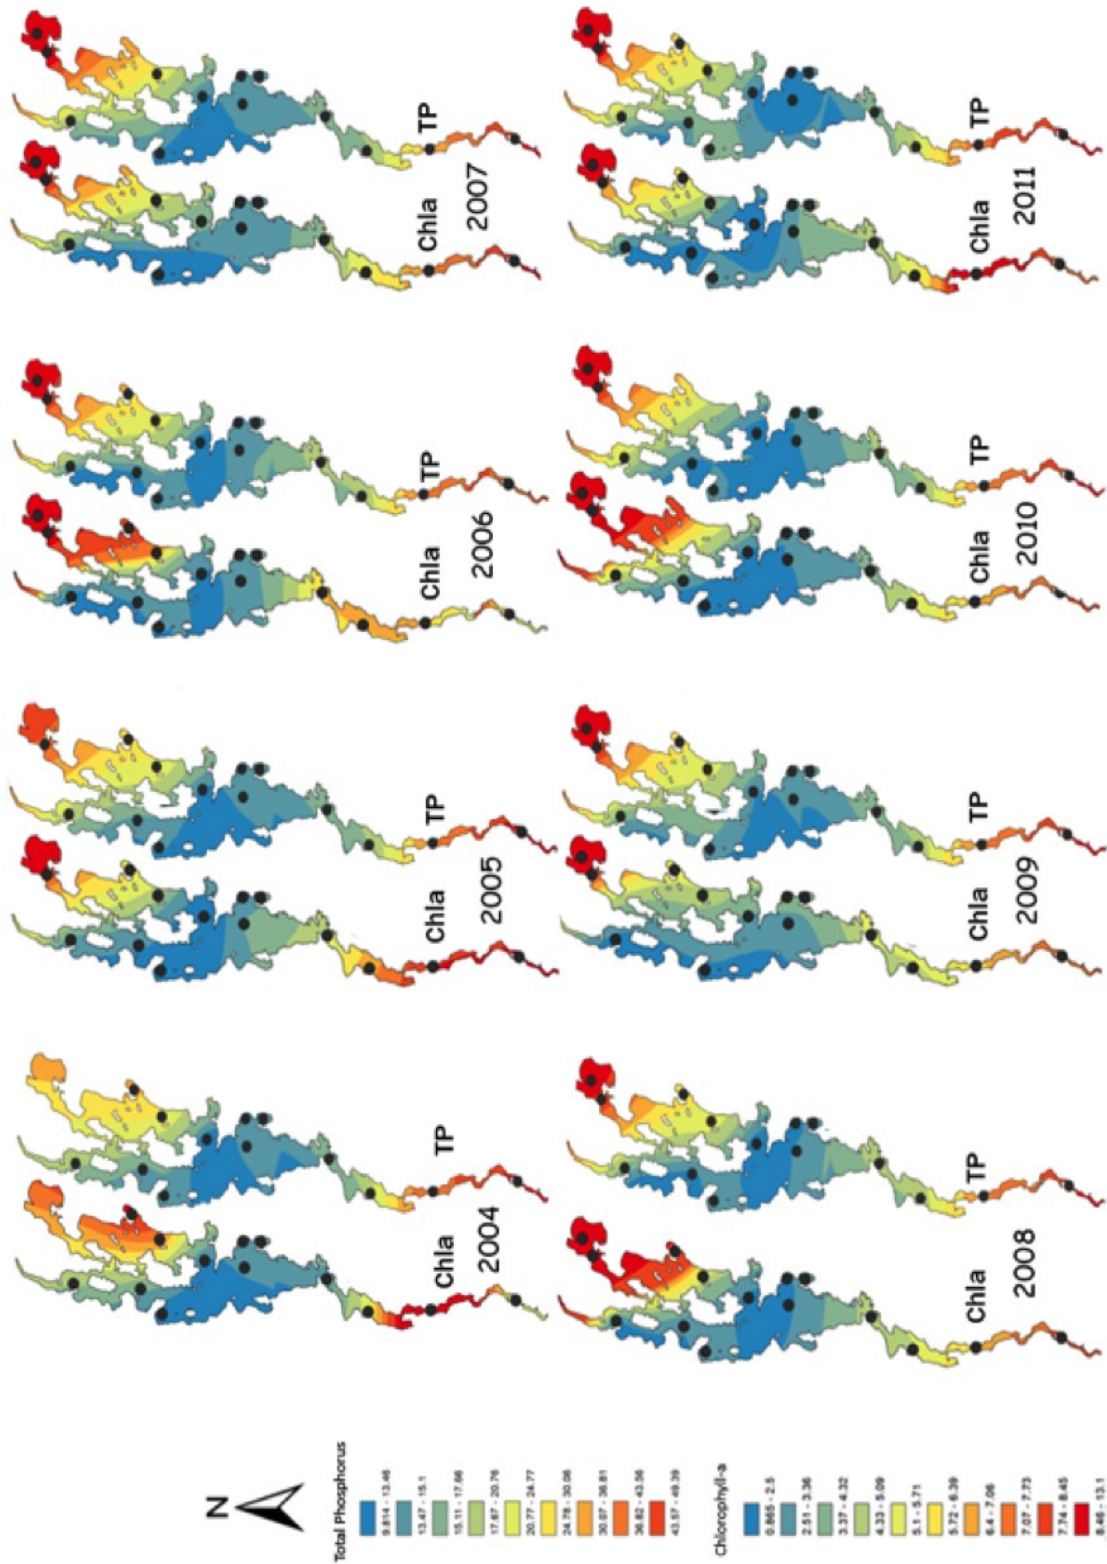 N
Total Phosphorus
9.814 - 13.46
13.47 - 15.1
15.11 - 17.66
17.67 - 20.76
20.77 - 24.77
24.78 - 30.06
30.07 - 36.81
36.82 - 43.56
43.57 - 49.39
Chlorophyll-a
0.865 - 2.5
2.51 - 3.36
3.37 - 4.32
4.33 - 5.09
5.1 - 5.71
5.72 - 6.39
6.4 - 7.06
7.07 - 7.73
7.74 - 8.45
8.46 - 13.1
Chla TP
2004
Chla TP
2005
Chla TP
2006
Chla TP
2007
Chla TP
2008
Chla TP
2009
Chla TP
2010
Chla TP
2011